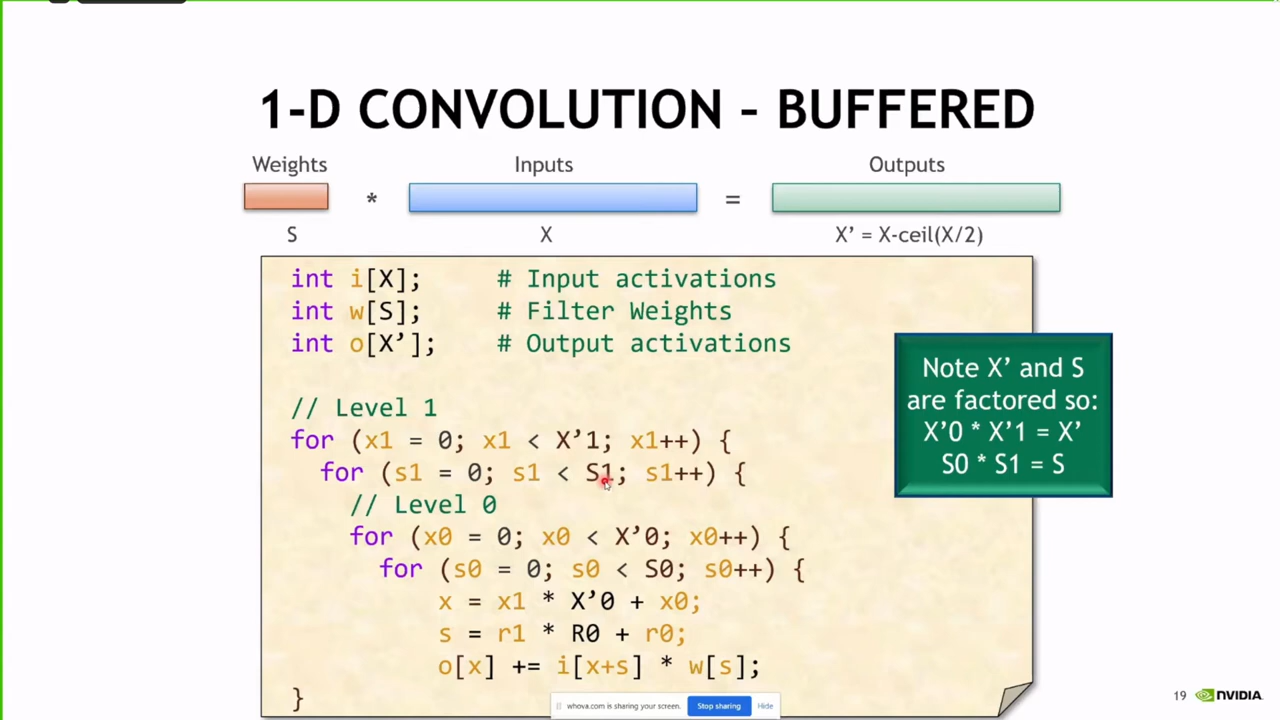 1-D CONVOLUTION – BUFFERED
Weights Inputs Outputs
* =
S X X’ = X-ceil(X/2)
int i[X]; # Input activations
int w[S]; # Filter Weights
int o[X’]; # Output activations
// Level 1
for (x1 = 0; x1 < X’1; x1++) {
for (s1 = 0; s1 < S1; s1++) {
// Level 0
for (x0 = 0; x0 < X’0; x0++) {
for (s0 = 0; s0 < S0; s0++) {
x = x1 * X’0 + x0;
s = r1 * R0 + r0;
o[x] += i[x+s] * w[s];
}
Note X’ and S
are factored so:
X’0 * X’1 = X’
S0 * S1 = S
whova.com is sharing your screen. Stop sharing Hide
19 NVIDIA.